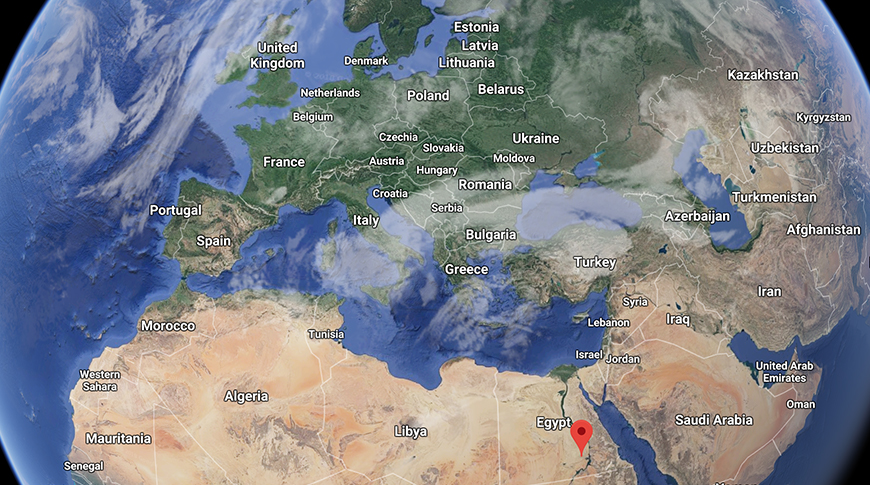 Estonia
United
Kingdom
Latvia
Denmark
Lithuania
Kazakhstan
Netherlands
Poland
Belarus
Belgium
Kyrgyzstan
Czechia
Ukraine
Slovakia
Uzbekistan
France
Austria
Moldova
Hungary
Romania
Croatia
Turkmenistan
Portugal
Serbia
Italy
Azerbaijan
Spain
Bulgaria
Afghanistan
Greece
Turkey
Iran
Syria
Morocco
Tunisia
Lebanon
Iraq
Israel
Jordan
Western
Sahara
United Arab
Emirates
Algeria
Oman
Egypt
Saudi Arabia
Libya
Mauritania
Senegal